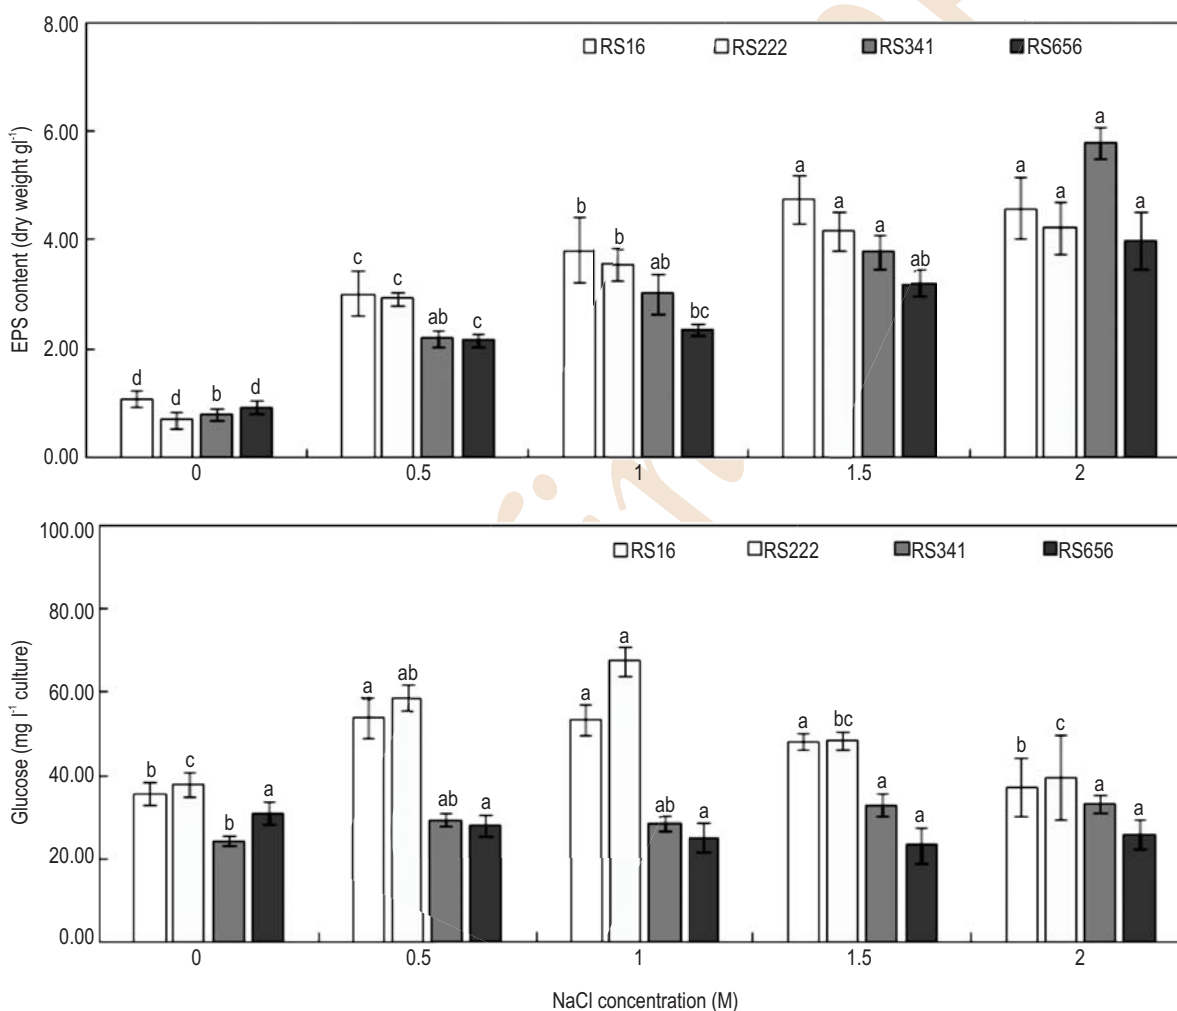 8.00
RS16 RS222 RS341 RS656
6.00
4.00
2.00
0.00
EPS content (dry weight gl⁻¹)
d d b d
c c ab c
b b ab bc
a a a ab
a a a a
0 0.5 1 1.5 2
100.00
RS16 RS222 RS341 RS656
80.00
60.00
40.00
20.00
0.00
Glucose (mg l⁻¹ culture)
b c b a
a ab ab a
a a ab a
a bc a a
b c a a
0 0.5 1 1.5 2
NaCl concentration (M)